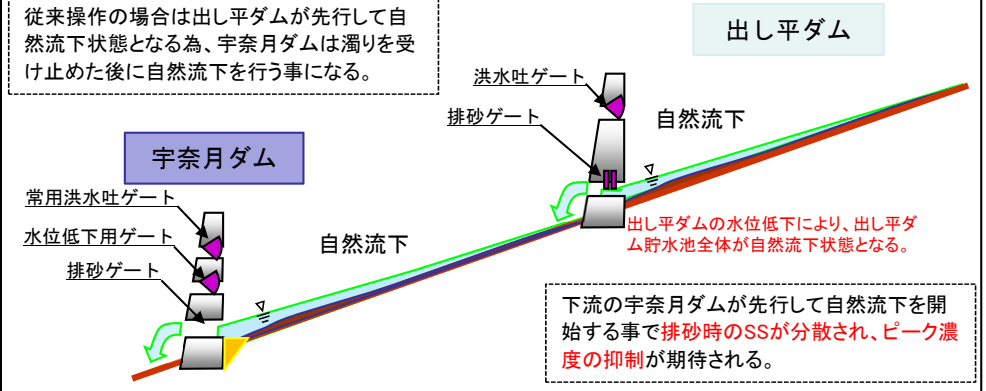 従来操作の場合は出し平ダムが先行して自
然流下状態となる為、宇奈月ダムは濁りを受
け止めた後に自然流下を行う事になる。
出し平ダム
洪水吐ゲート
排砂ゲート
自然流下
宇奈月ダム
常用洪水吐ゲート
水位低下用ゲート
排砂ゲート
自然流下
出し平ダムの水位低下により、出し平ダ
ム貯水池全体が自然流下状態となる。
下流の宇奈月ダムが先行して自然流下を開
始する事で排砂時のSSが分散され、ピーク濃
度の抑制が期待される。